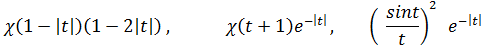 χ(1−|t|)(1−2|t|) ,   χ(t+1)e^{−|t|},   (sint/t)^2 e^{−|t|}